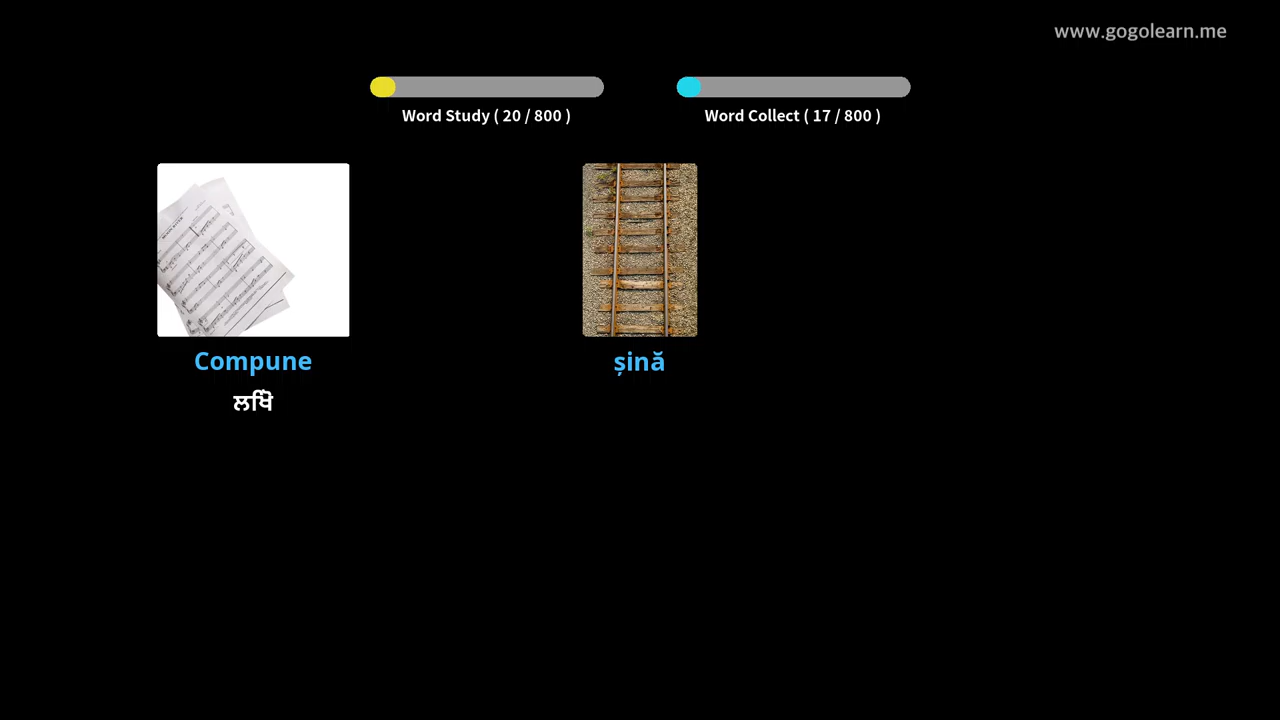 www.gogolearn.me
Word Study ( 20 / 800 )
Word Collect ( 17 / 800 )
Compune
șină
ਲਖਿੋ